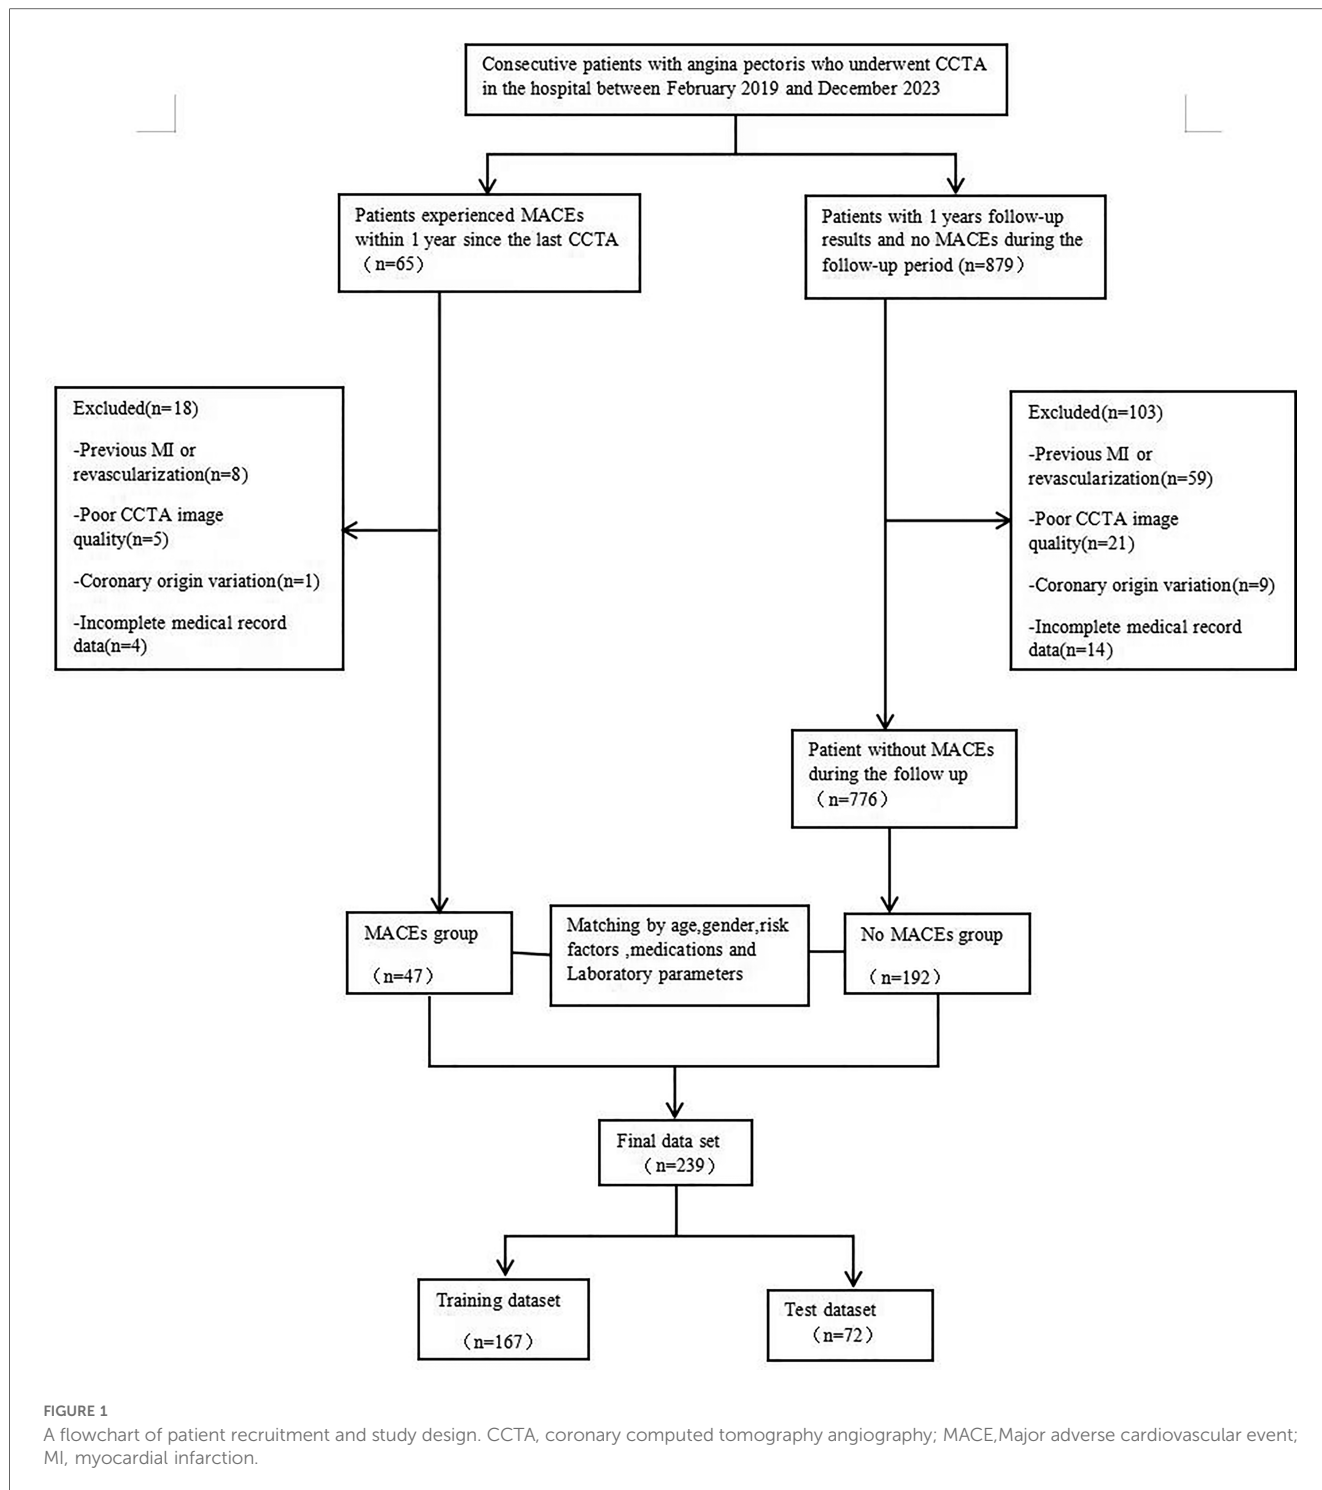 Consecutive patients with angina pectoris who underwent CCTA
in the hospital between February 2019 and December 2023
Patients experienced MACEs
within 1 year since the last CCTA
（n=65）
Patients with 1 years follow-up
results and no MACEs during the
follow-up period (n=879）
Excluded(n=18)
-Previous MI or
revascularization(n=8)
-Poor CCTA image
quality(n=5)
-Coronary origin variation(n=1)
-Incomplete medical record
data(n=4)
Excluded(n=103)
-Previous MI or
revascularization(n=59)
-Poor CCTA image
quality(n=21)
-Coronary origin variation(n=9)
-Incomplete medical record
data(n=14)
Patient without MACEs
during the follow up
（n=776）
MACEs group
（n=47）
Matching by age,gender,risk
factors ,medications and
Laboratory parameters
No MACEs group
（n=192）
Final data set
（n=239）
Training dataset
（n=167）
Test dataset
（n=72）
FIGURE 1
A flowchart of patient recruitment and study design. CCTA, coronary computed tomography angiography; MACE,Major adverse cardiovascular event;
MI, myocardial infarction.